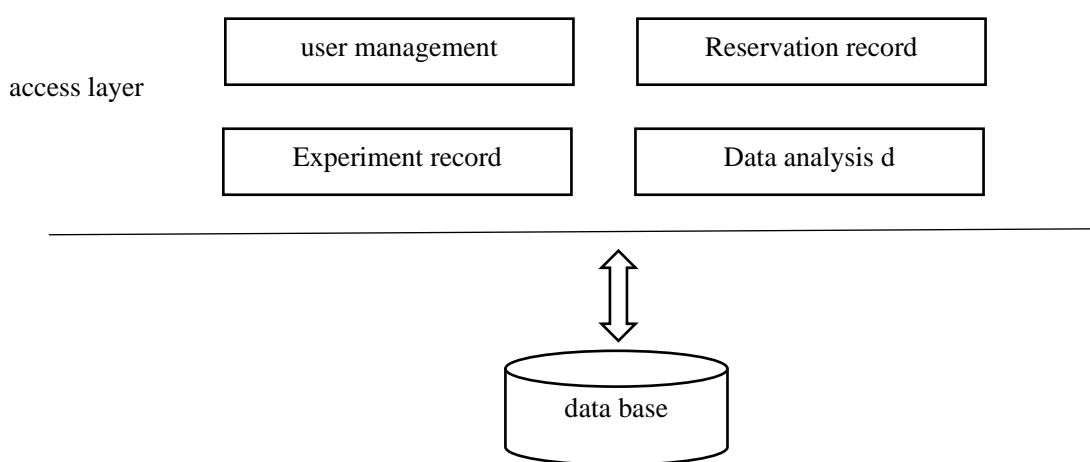 user management
Reservation record
access layer
Experiment record
Data analysis d
data base